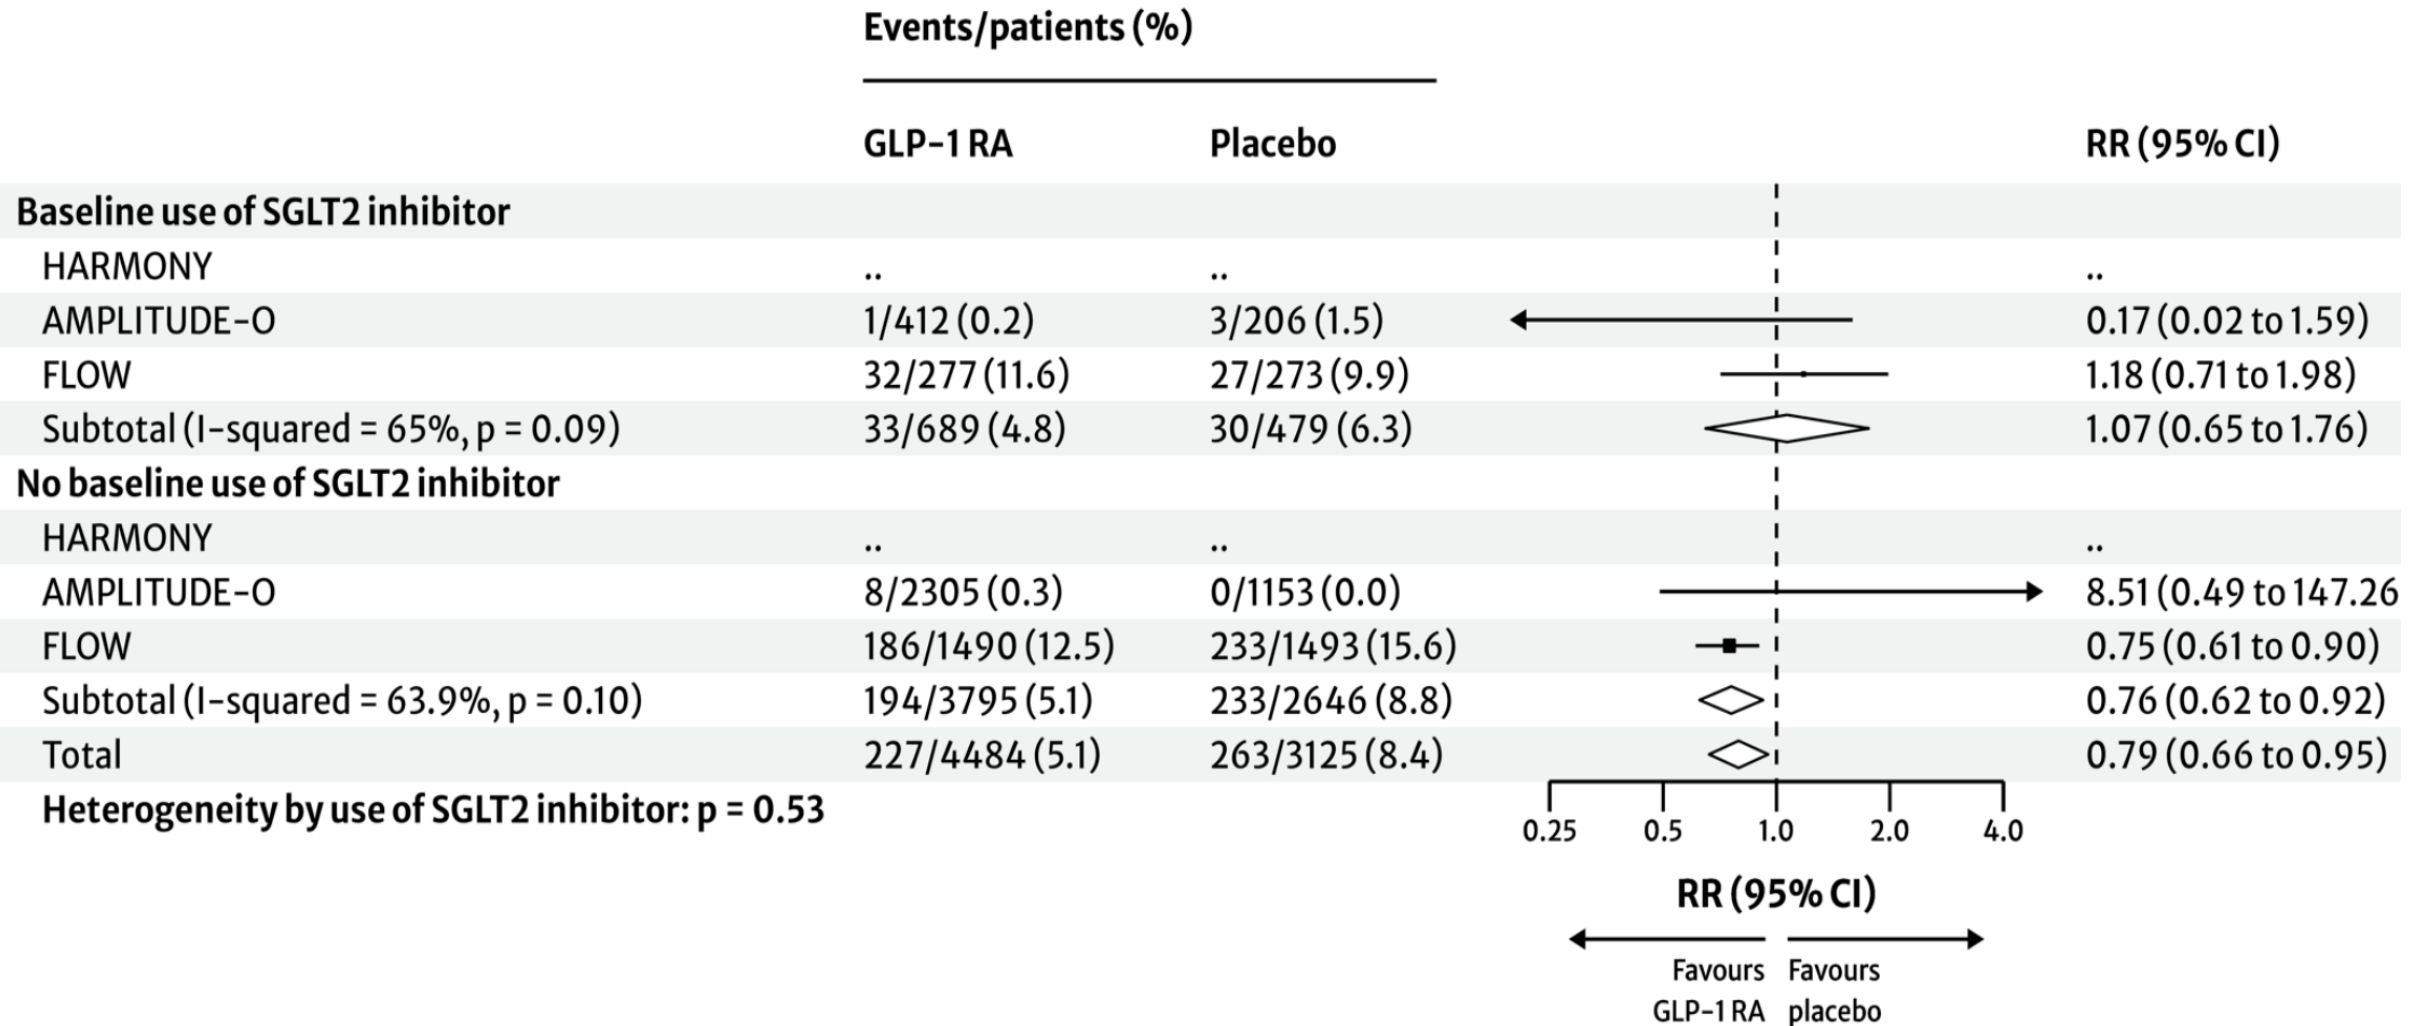 Events/patients (%)
GLP-1 RA Placebo RR (95% CI)
Baseline use of SGLT2 inhibitor
HARMONY .. .. ..
AMPLITUDE-O 1/412 (0.2) 3/206 (1.5) 0.17 (0.02 to 1.59)
FLOW 32/277 (11.6) 27/273 (9.9) 1.18 (0.71 to 1.98)
Subtotal (I-squared = 65%, p = 0.09) 33/689 (4.8) 30/479 (6.3) 1.07 (0.65 to 1.76)
No baseline use of SGLT2 inhibitor
HARMONY .. .. ..
AMPLITUDE-O 8/2305 (0.3) 0/1153 (0.0) 8.51 (0.49 to 147.26
FLOW 186/1490 (12.5) 233/1493 (15.6) 0.75 (0.61 to 0.90)
Subtotal (I-squared = 63.9%, p = 0.10) 194/3795 (5.1) 233/2646 (8.8) 0.76 (0.62 to 0.92)
Total 227/4484 (5.1) 263/3125 (8.4) 0.79 (0.66 to 0.95)
Heterogeneity by use of SGLT2 inhibitor: p = 0.53
0.25 0.5 1.0 2.0 4.0
RR (95% CI)
Favours Favours
GLP-1 RA placebo